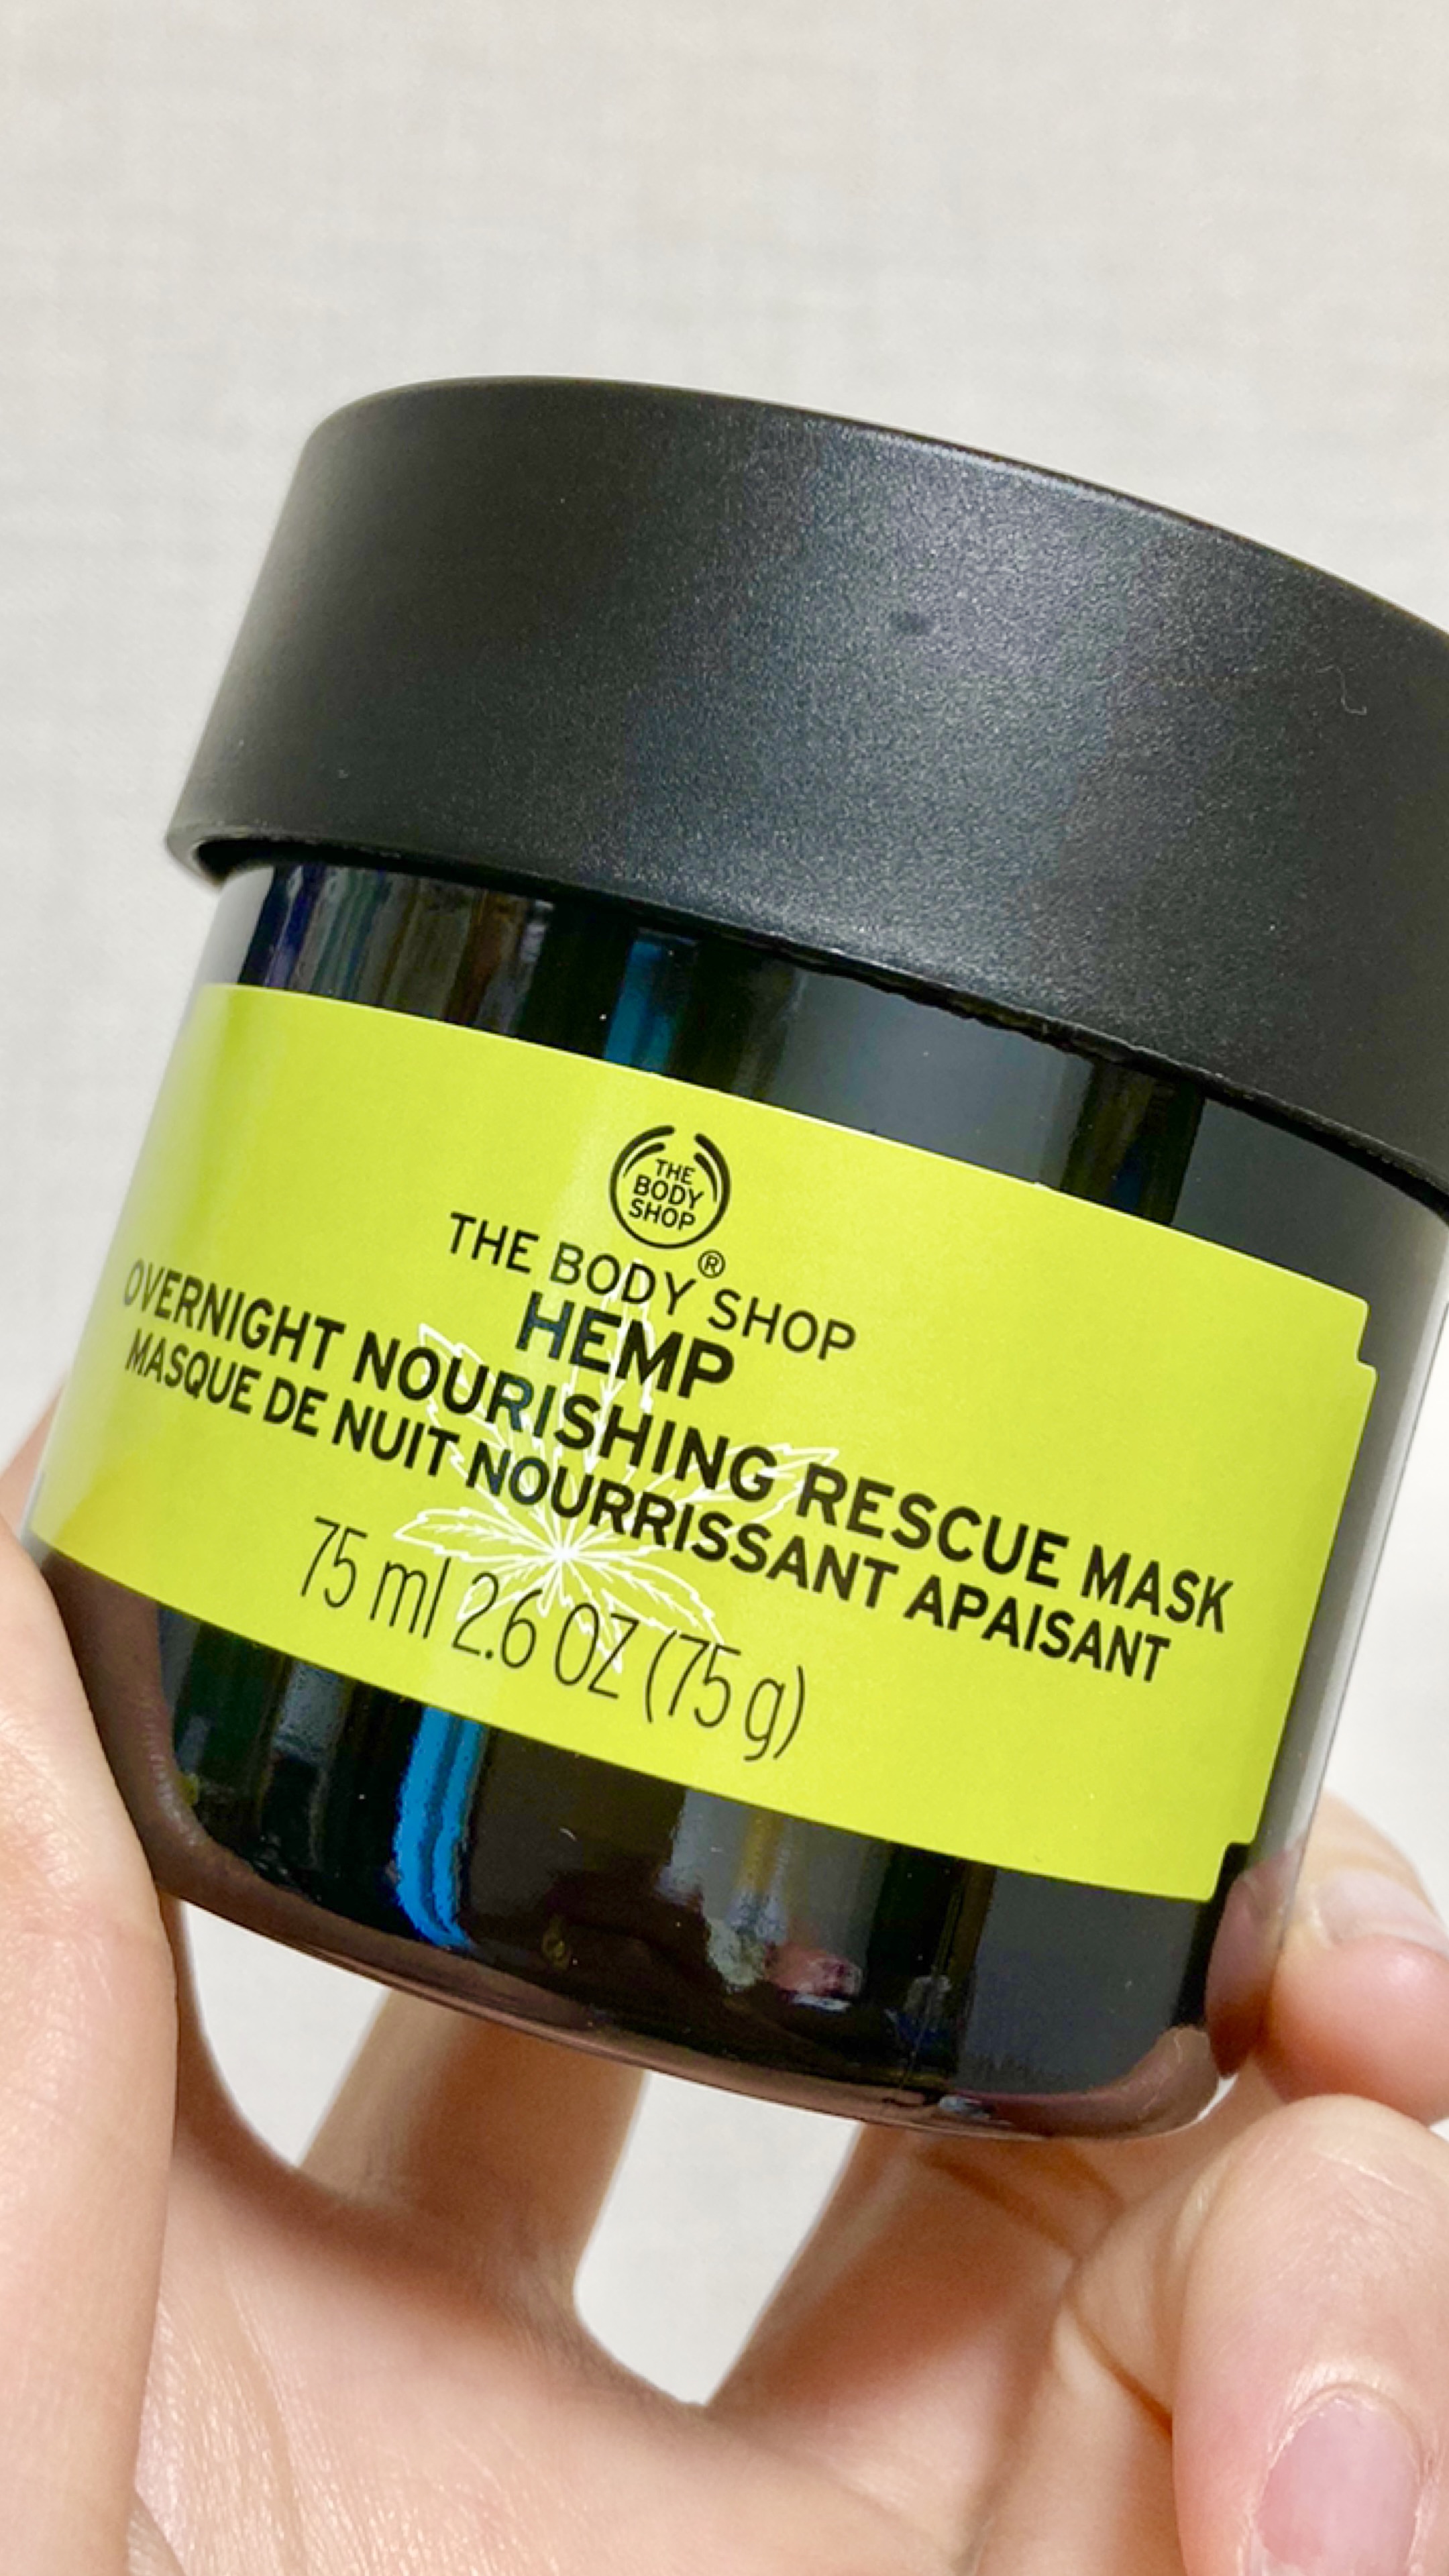 THE
BODY
SHOP
®
THE BODY SHOP
HEMP
OVERNIGHT NOURISHING RESCUE MASK
MASQUE DE NUIT NOURRISSANT APAISANT
75 ml 2.6 OZ (75 g)